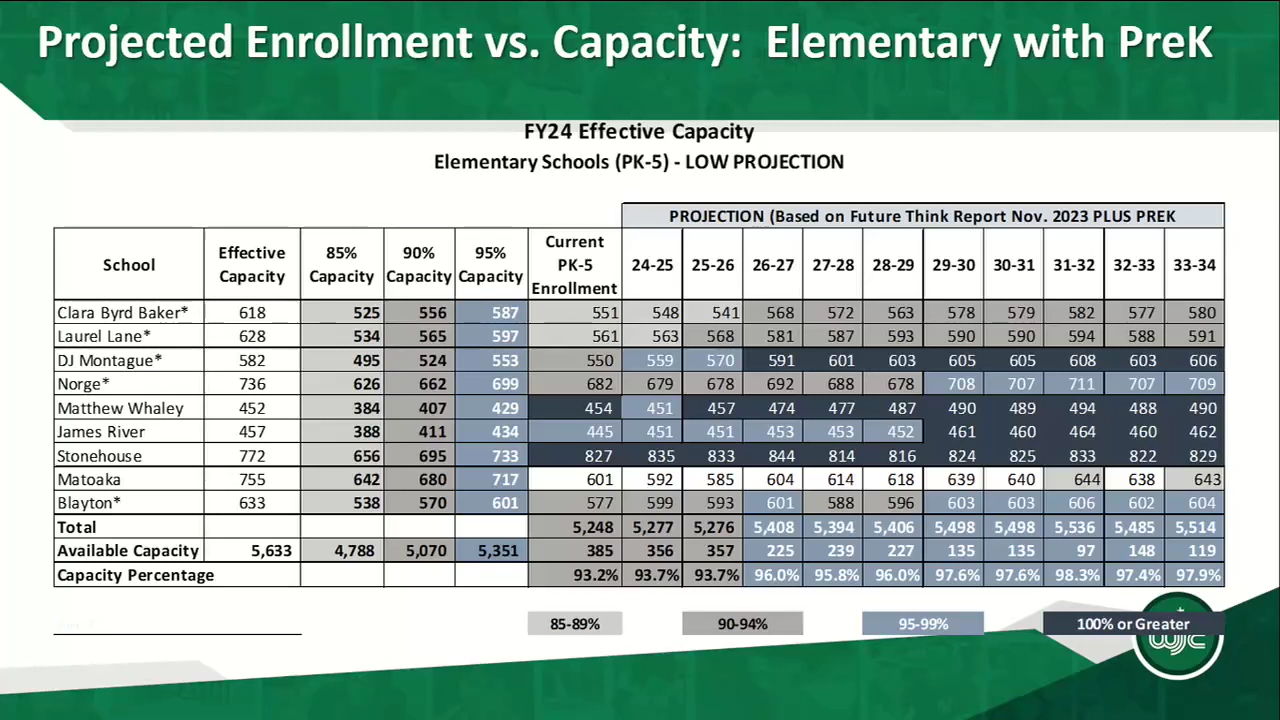 Projected Enrollment vs. Capacity: Elementary with PreK
FY24 Effective Capacity
Elementary Schools (PK-5) - LOW PROJECTION
PROJECTION (Based on Future Think Report Nov. 2023 PLUS PREK
School Effective Capacity 85% Capacity 90% Capacity 95% Capacity Current PK-5 Enrollment 24-25 25-26 26-27 27-28 28-29 29-30 30-31 31-32 32-33 33-34
Clara Byrd Baker* 618 525 556 587 551 548 541 568 572 563 578 579 582 577 580
Laurel Lane* 628 534 565 597 561 563 568 581 587 593 590 590 594 588 591
DJ Montague* 582 495 524 553 550 559 570 591 601 603 605 605 608 603 606
Norge* 736 626 662 699 682 679 678 692 688 678 708 707 711 707 709
Matthew Whaley 452 384 407 429 454 451 457 474 477 487 490 489 494 488 490
James River 457 388 411 434 445 451 451 453 453 452 461 460 464 460 462
Stonehouse 772 656 695 733 827 835 833 844 814 816 824 825 833 822 829
Matoaka 755 642 680 717 601 592 585 604 614 618 639 640 644 638 643
Blayton* 633 538 570 601 577 599 593 601 588 596 603 603 606 602 604
Total 5,248 5,277 5,276 5,408 5,394 5,406 5,498 5,498 5,536 5,485 5,514
Available Capacity 5,633 4,788 5,070 5,351 385 356 357 225 239 227 135 135 97 148 119
Capacity Percentage 93.2% 93.7% 93.7% 96.0% 95.8% 96.0% 97.6% 97.6% 98.3% 97.4% 97.9%
85-89% 90-94% 95-99% 100% or Greater
wjc